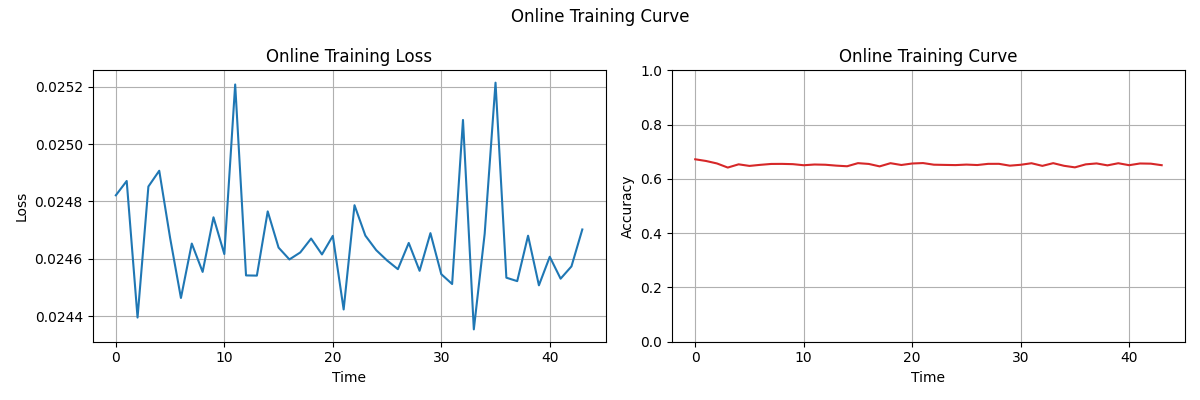 Online Training Curve
Online Training Loss
0.0252
0.0250
0.0248
0.0246
0.0244
Loss
0 10 20 30 40
Time
Online Training Curve
1.0
0.8
0.6
0.4
0.2
0.0
Accuracy
0 10 20 30 40
Time